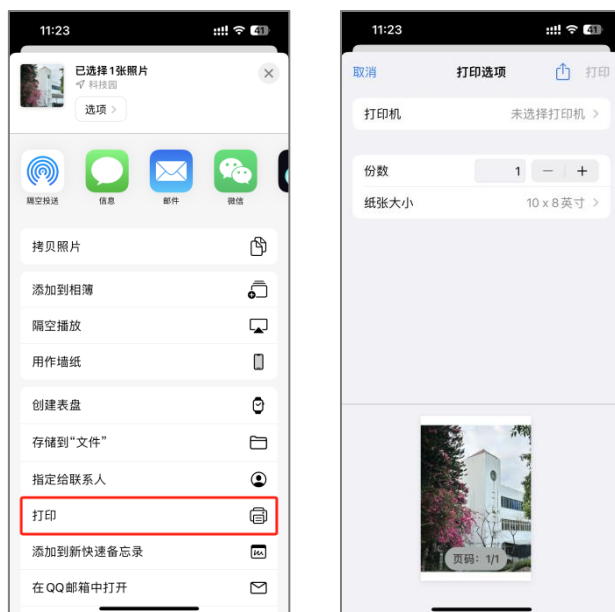 11:23
41
已选择1张照片
科技园
选项 >
隔空投送
信息
邮件
微信
拷贝照片
添加到相簿
隔空播放
用作墙纸
创建表盘
存储到“文件”
指定给联系人
打印
添加到新快速备忘录
在QQ邮箱中打开
11:23
41
取消
打印选项
打印
打印机
未选择打印机 >
份数
1 − +
纸张大小
10 x 8英寸 >
页码：1/1